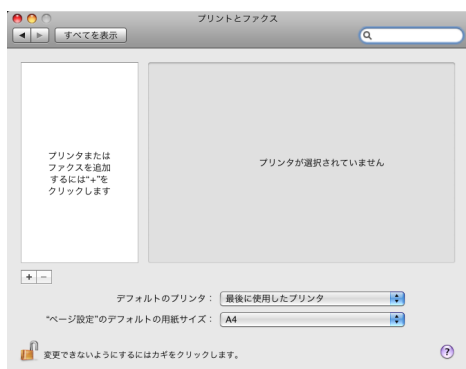 プリントとファクス
すべてを表示
プリンタまたは
ファクスを追加
するには“+”を
クリックします
プリンタが選択されていません
+ −
デフォルトのプリンタ： 最後に使用したプリンタ
“ページ設定”のデフォルトの用紙サイズ： A4
変更できないようにするにはカギをクリックします。 ?